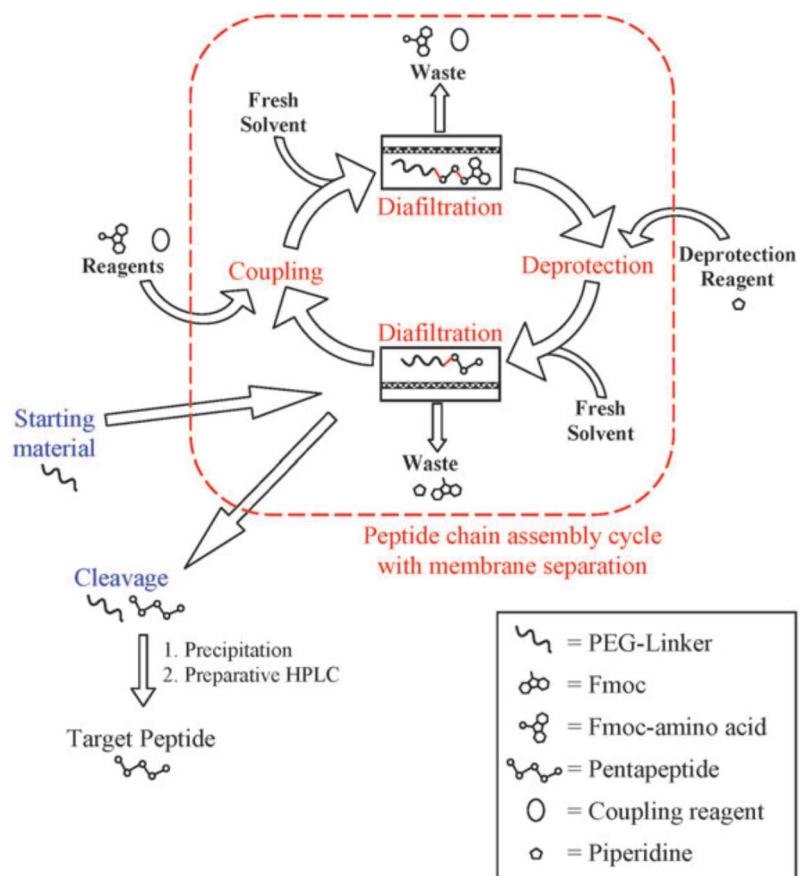 Waste
Fresh
Solvent
Diafiltration
Reagents
Coupling
Deprotection
Deprotection
Reagent
Diafiltration
Starting
material
Fresh
Solvent
Waste
Peptide chain assembly cycle
with membrane separation
Cleavage
1. Precipitation
2. Preparative HPLC
Target Peptide
= PEG-Linker
= Fmoc
= Fmoc-amino acid
= Pentapeptide
= Coupling reagent
= Piperidine